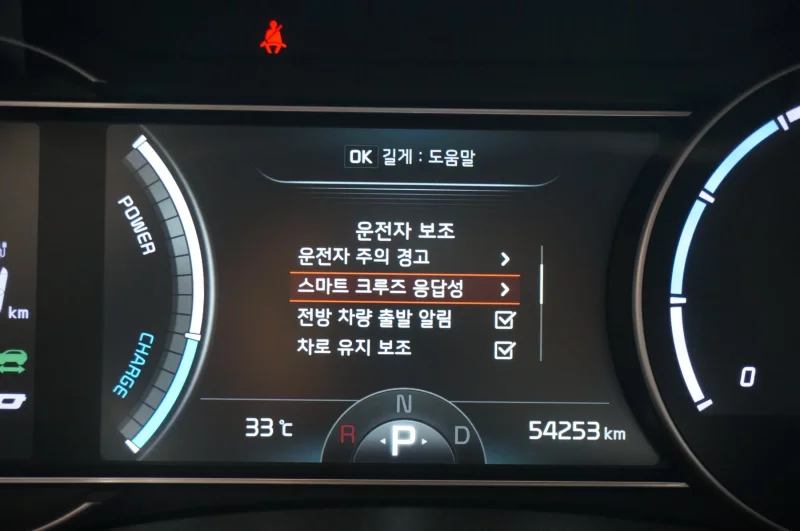 OK 길게 : 도움말
운전자 보조
운전자 주의 경고
스마트 크루즈 응답성
전방 차량 출발 알림
차로 유지 보조
POWER
CHARGE
km
33℃
N
R
P
D
54253 km
0